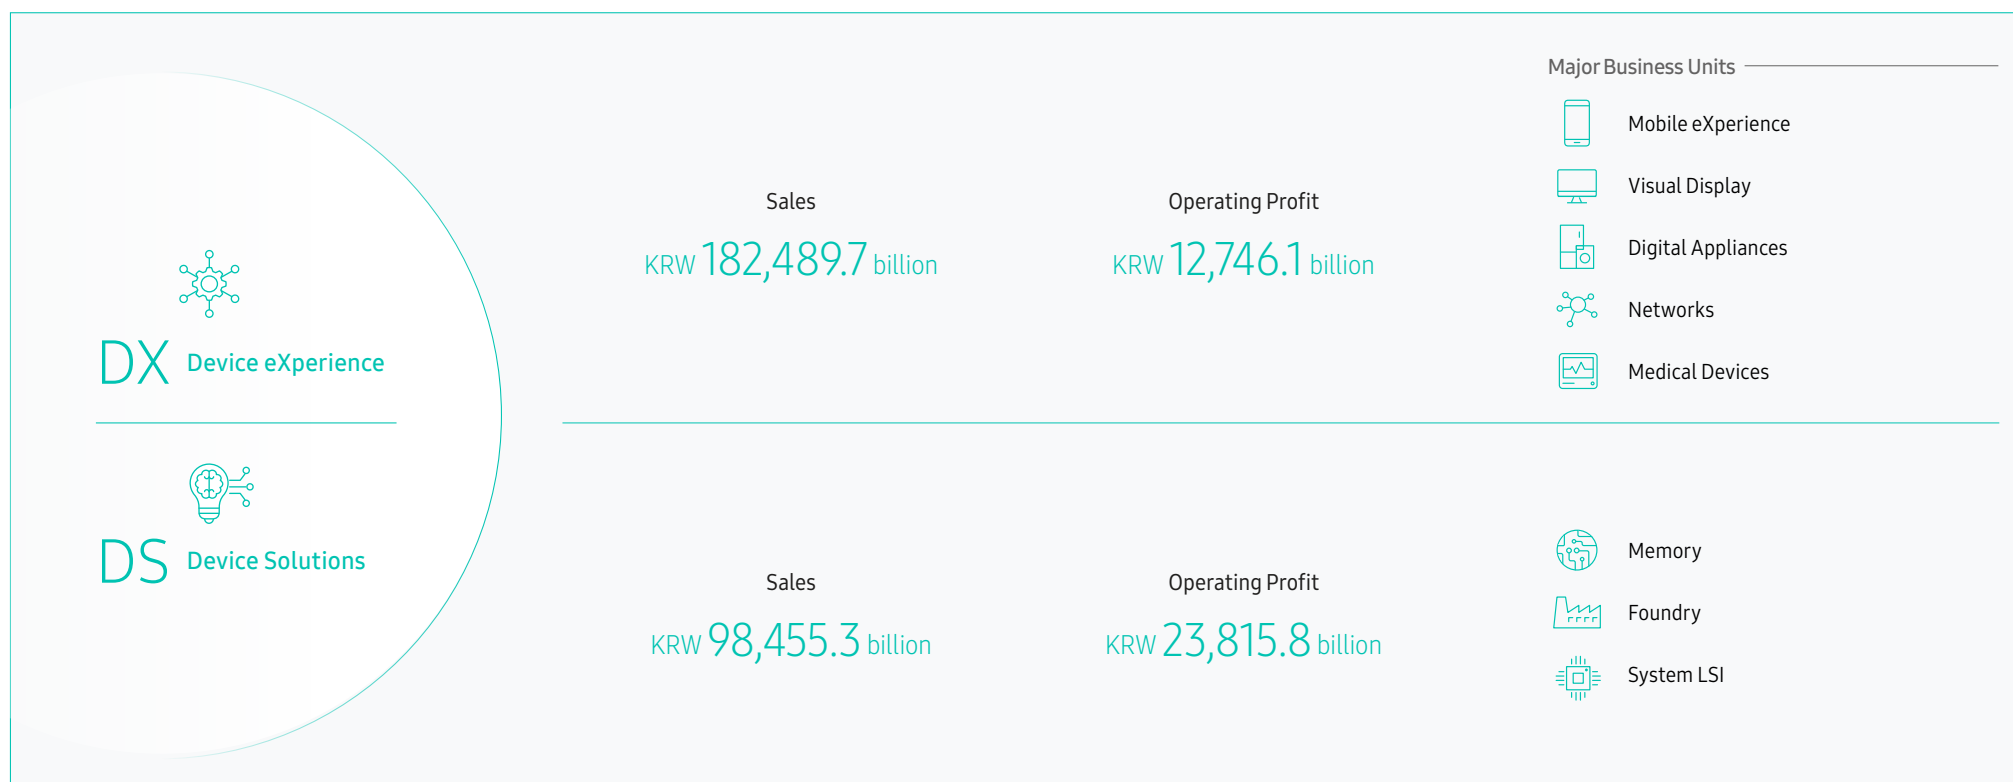 Major Business Units
DX Device eXperience
Sales
KRW 182,489.7 billion
Operating Profit
KRW 12,746.1 billion
Mobile eXperience
Visual Display
Digital Appliances
Networks
Medical Devices
DS Device Solutions
Sales
KRW 98,455.3 billion
Operating Profit
KRW 23,815.8 billion
Memory
Foundry
System LSI